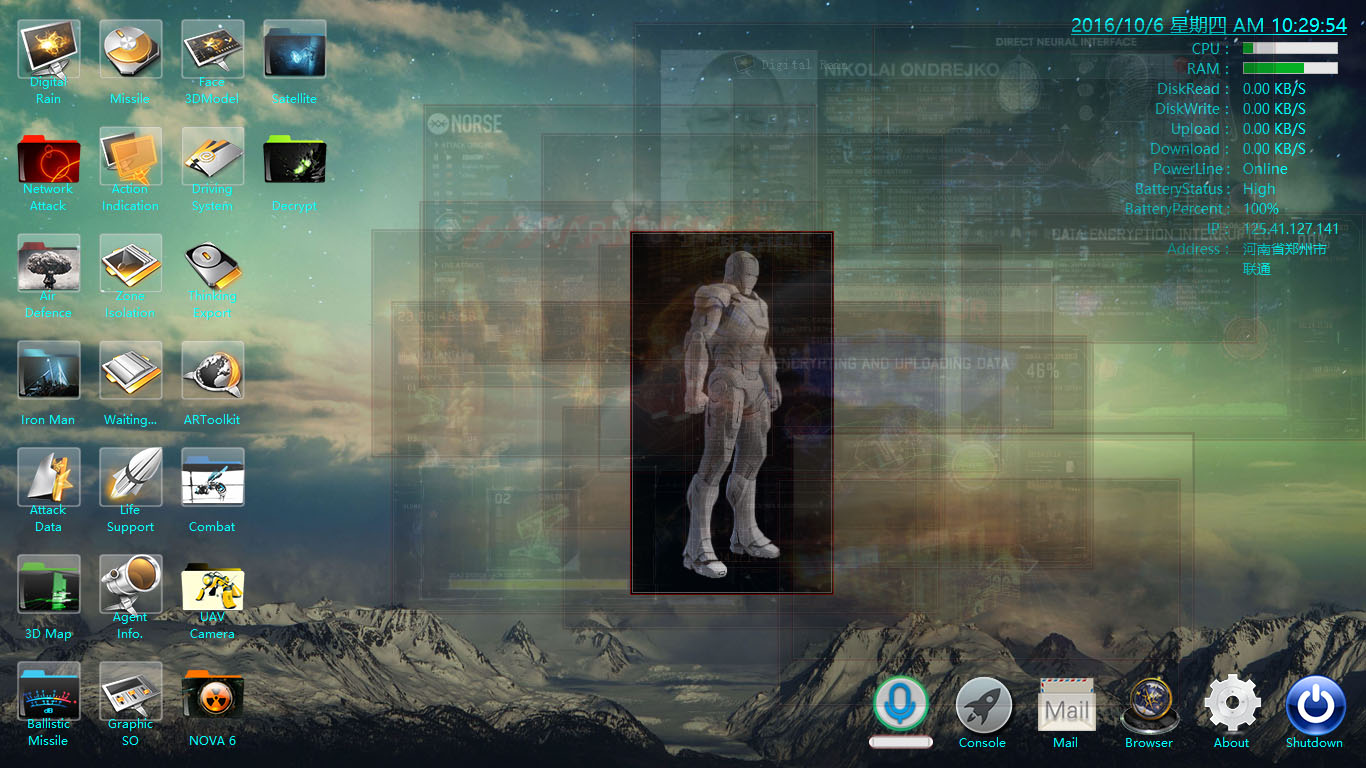 2016/10/6 星期四 AM 10:29:54
CPU :
RAM :
DiskRead : 0.00 KB/S
DiskWrite : 0.00 KB/S
Upload : 0.00 KB/S
Download : 0.00 KB/S
PowerLine : Online
BatteryStatus : High
BatteryPercent : 100%
IP : 125.41.127.141
Address : 河南省郑州市
联通
Digital
Rain
Missile
Face
3DModel
Satellite
Network
Attack
Action
Indication
Driving
System
Decrypt
Air
Defence
Zone
Isolation
Thinking
Export
Iron Man
Waiting...
ARToolkit
Attack
Data
Life
Support
Combat
3D Map
Agent
Info.
UAV
Camera
Ballistic
Missile
Graphic
SO
NOVA 6
DIRECT NEURAL INTERFACE
Digital Rain
NIKOLAI ONDREJKO
NORSE
WARNING
DATA ENCRYPTION
ENCRYPTING AND UPLOADING DATA
46%
02
dB
Mail
Console
Mail
Browser
About
Shutdown